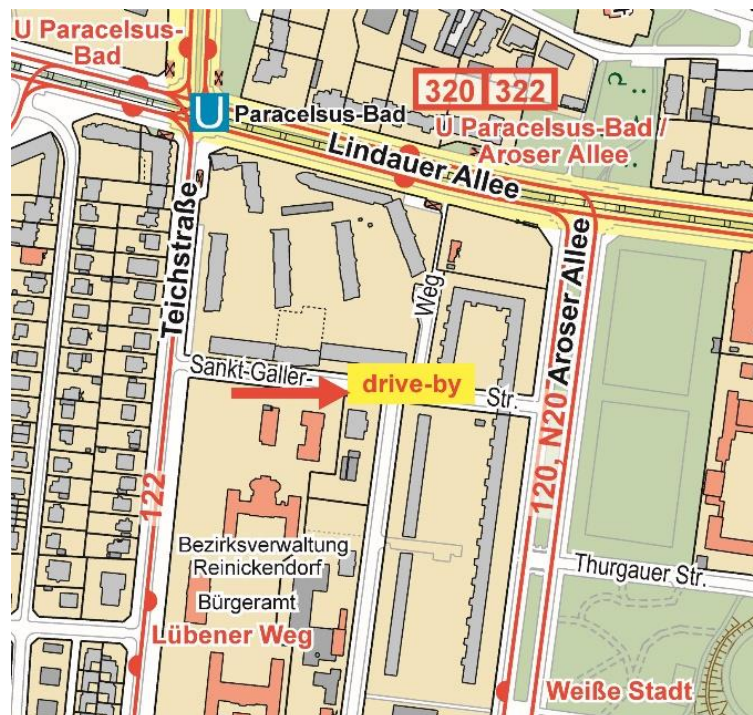 U Paracelsus-
Bad
U
Paracelsus-Bad
320 322
U Paracelsus-Bad /
Aroser Allee
Lindauer Allee
Teichstraße
Weg
Aroser Allee
Sankt-Galler-
drive-by
Str.
120, N20
122
Bezirksverwaltung
Reinickendorf
Bürgeramt
Thurgauer Str.
Lübener Weg
Weiße Stadt